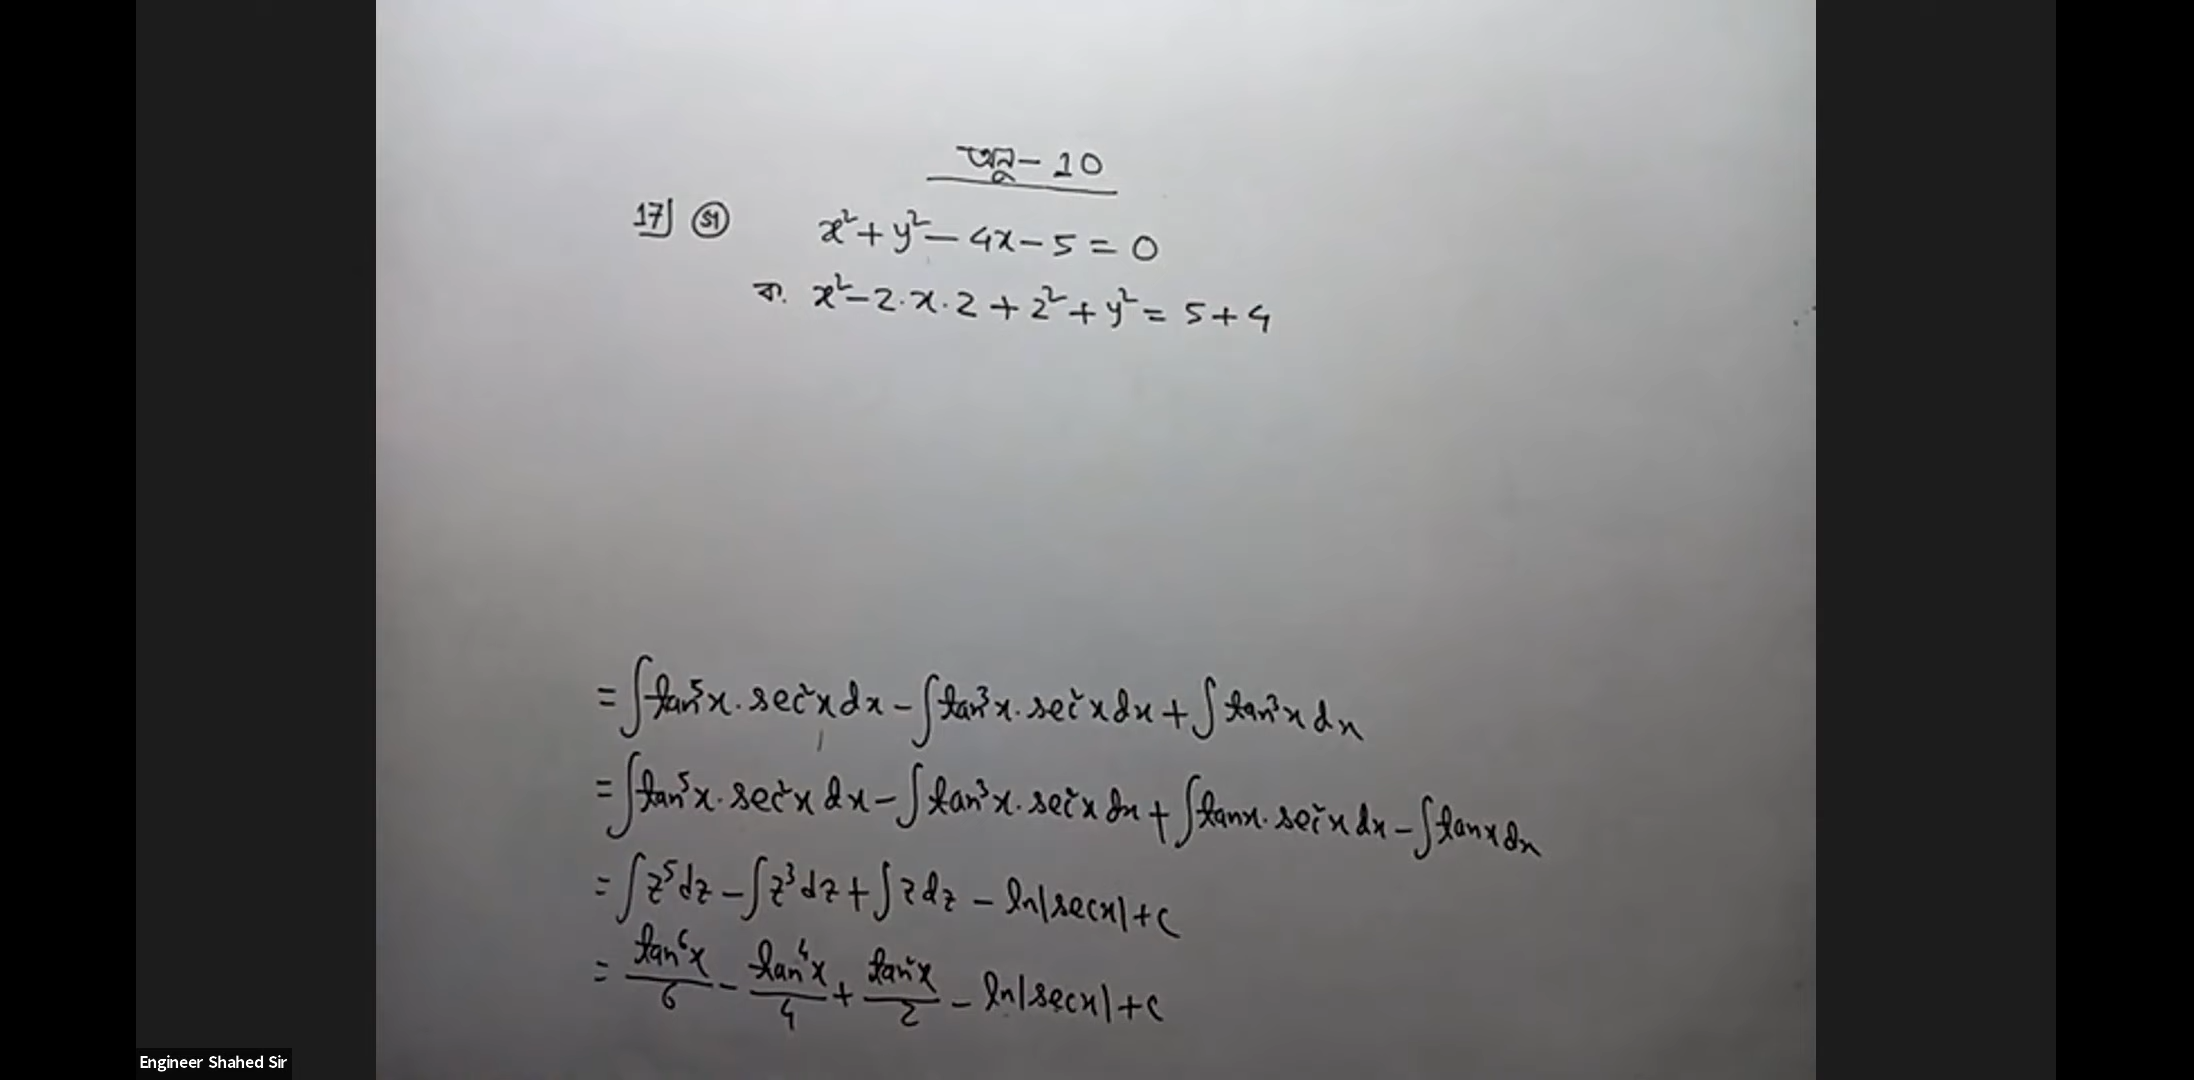 অনু - 10
17] গ x² + y² - 4x - 5 = 0
বা. x² - 2·x·2 + 2² + y² = 5 + 4
= ∫tan⁵x·sec²x dx - ∫tan³x·sec²x dx + ∫tan³x dx
= ∫tan⁵x·sec²x dx - ∫tan³x·sec²x dx + ∫tanx·sec²x dx - ∫tanx dx
= ∫z⁵dz - ∫z³dz + ∫z dz - ln|secx| + c
= tan⁶x/6 - tan⁴x/4 + tan²x/2 - ln|secx| + c
Engineer Shahed Sir